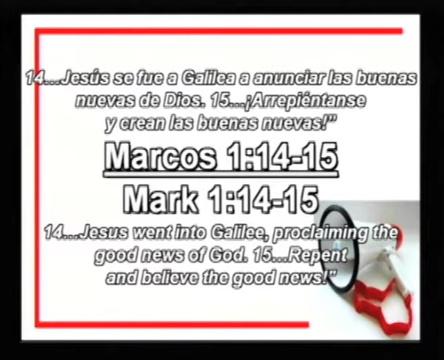 14...Jesús se fue a Galilea a anunciar las buenas
nuevas de Dios. 15...¡Arrepiéntanse
y crean las buenas nuevas!"
Marcos 1:14-15
Mark 1:14-15
14...Jesus went into Galilee, proclaiming the
good news of God. 15...Repent
and believe the good news!"